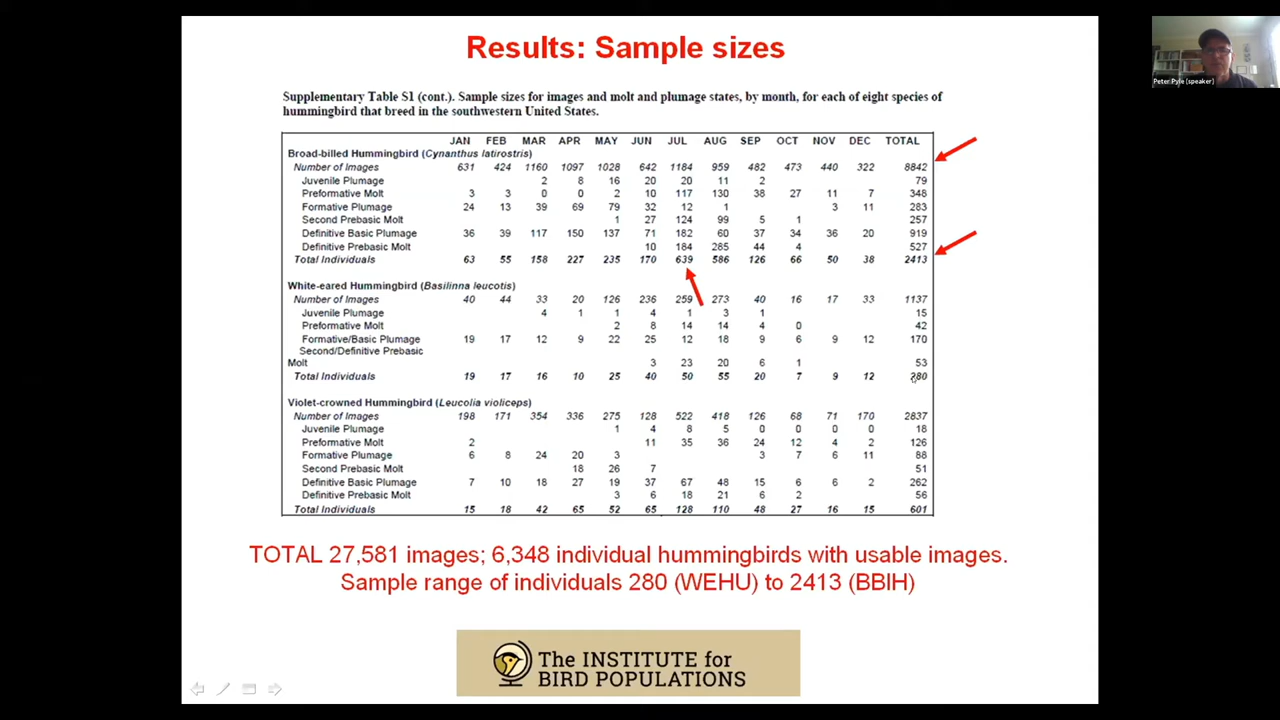 Results: Sample sizes
Peter Pyle (speaker)
Supplementary Table S1 (cont.). Sample sizes for images and molt and plumage states, by month, for each of eight species of
hummingbird that breed in the southwestern United States.
JAN FEB MAR APR MAY JUN JUL AUG SEP OCT NOV DEC TOTAL
Broad-billed Hummingbird (Cynanthus latirostris)
Number of Images 631 424 1160 1097 1028 642 1184 959 482 473 440 322 8842
Juvenile Plumage 2 8 16 20 20 11 2 79
Preformative Molt 3 3 0 0 2 10 117 130 38 27 11 7 348
Formative Plumage 24 13 39 69 79 32 12 1 3 11 283
Second Prebasic Molt 1 27 124 99 5 1 257
Definitive Basic Plumage 36 39 117 150 137 71 182 60 37 34 36 20 919
Definitive Prebasic Molt 10 184 285 44 4 527
Total Individuals 63 55 158 227 235 170 639 586 126 66 50 38 2413
White-eared Hummingbird (Basilinna leucotis)
Number of Images 40 44 33 20 126 236 259 273 40 16 17 33 1137
Juvenile Plumage 4 1 1 4 1 3 1 15
Preformative Molt 2 8 14 14 4 0 42
Formative/Basic Plumage 19 17 12 9 22 25 12 18 9 6 9 12 170
Second/Definitive Prebasic
Molt 3 23 20 6 1 53
Total Individuals 19 17 16 10 25 40 50 55 20 7 9 12 280
Violet-crowned Hummingbird (Leucolia violiceps)
Number of Images 198 171 354 336 275 128 522 418 126 68 71 170 2837
Juvenile Plumage 1 4 8 5 0 0 0 0 18
Preformative Molt 2 11 35 36 24 12 4 2 126
Formative Plumage 6 8 24 20 3 3 7 6 11 88
Second Prebasic Molt 18 26 7 51
Definitive Basic Plumage 7 10 18 27 19 37 67 48 15 6 6 2 262
Definitive Prebasic Molt 3 6 18 21 6 2 56
Total Individuals 15 18 42 65 52 65 128 110 48 27 16 15 601
TOTAL 27,581 images; 6,348 individual hummingbirds with usable images.
Sample range of individuals 280 (WEHU) to 2413 (BBIH)
The INSTITUTE for
BIRD POPULATIONS